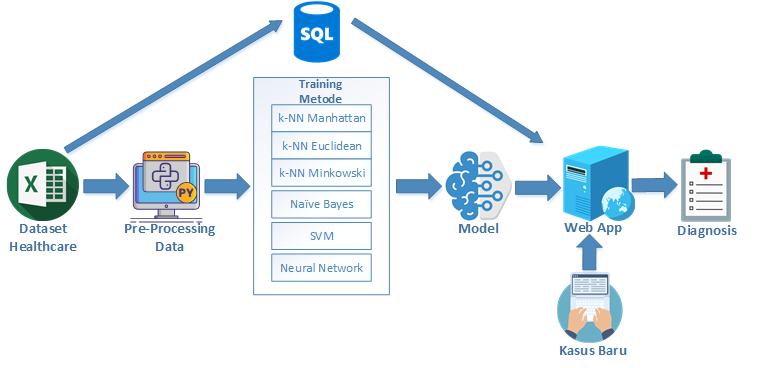 SQL
Training
Metode
k-NN Manhattan
k-NN Euclidean
k-NN Minkowski
Naïve Bayes
SVM
Neural Network
X
Dataset
Healthcare
PY
Pre-Processing
Data
Model
Web App
Diagnosis
Kasus Baru